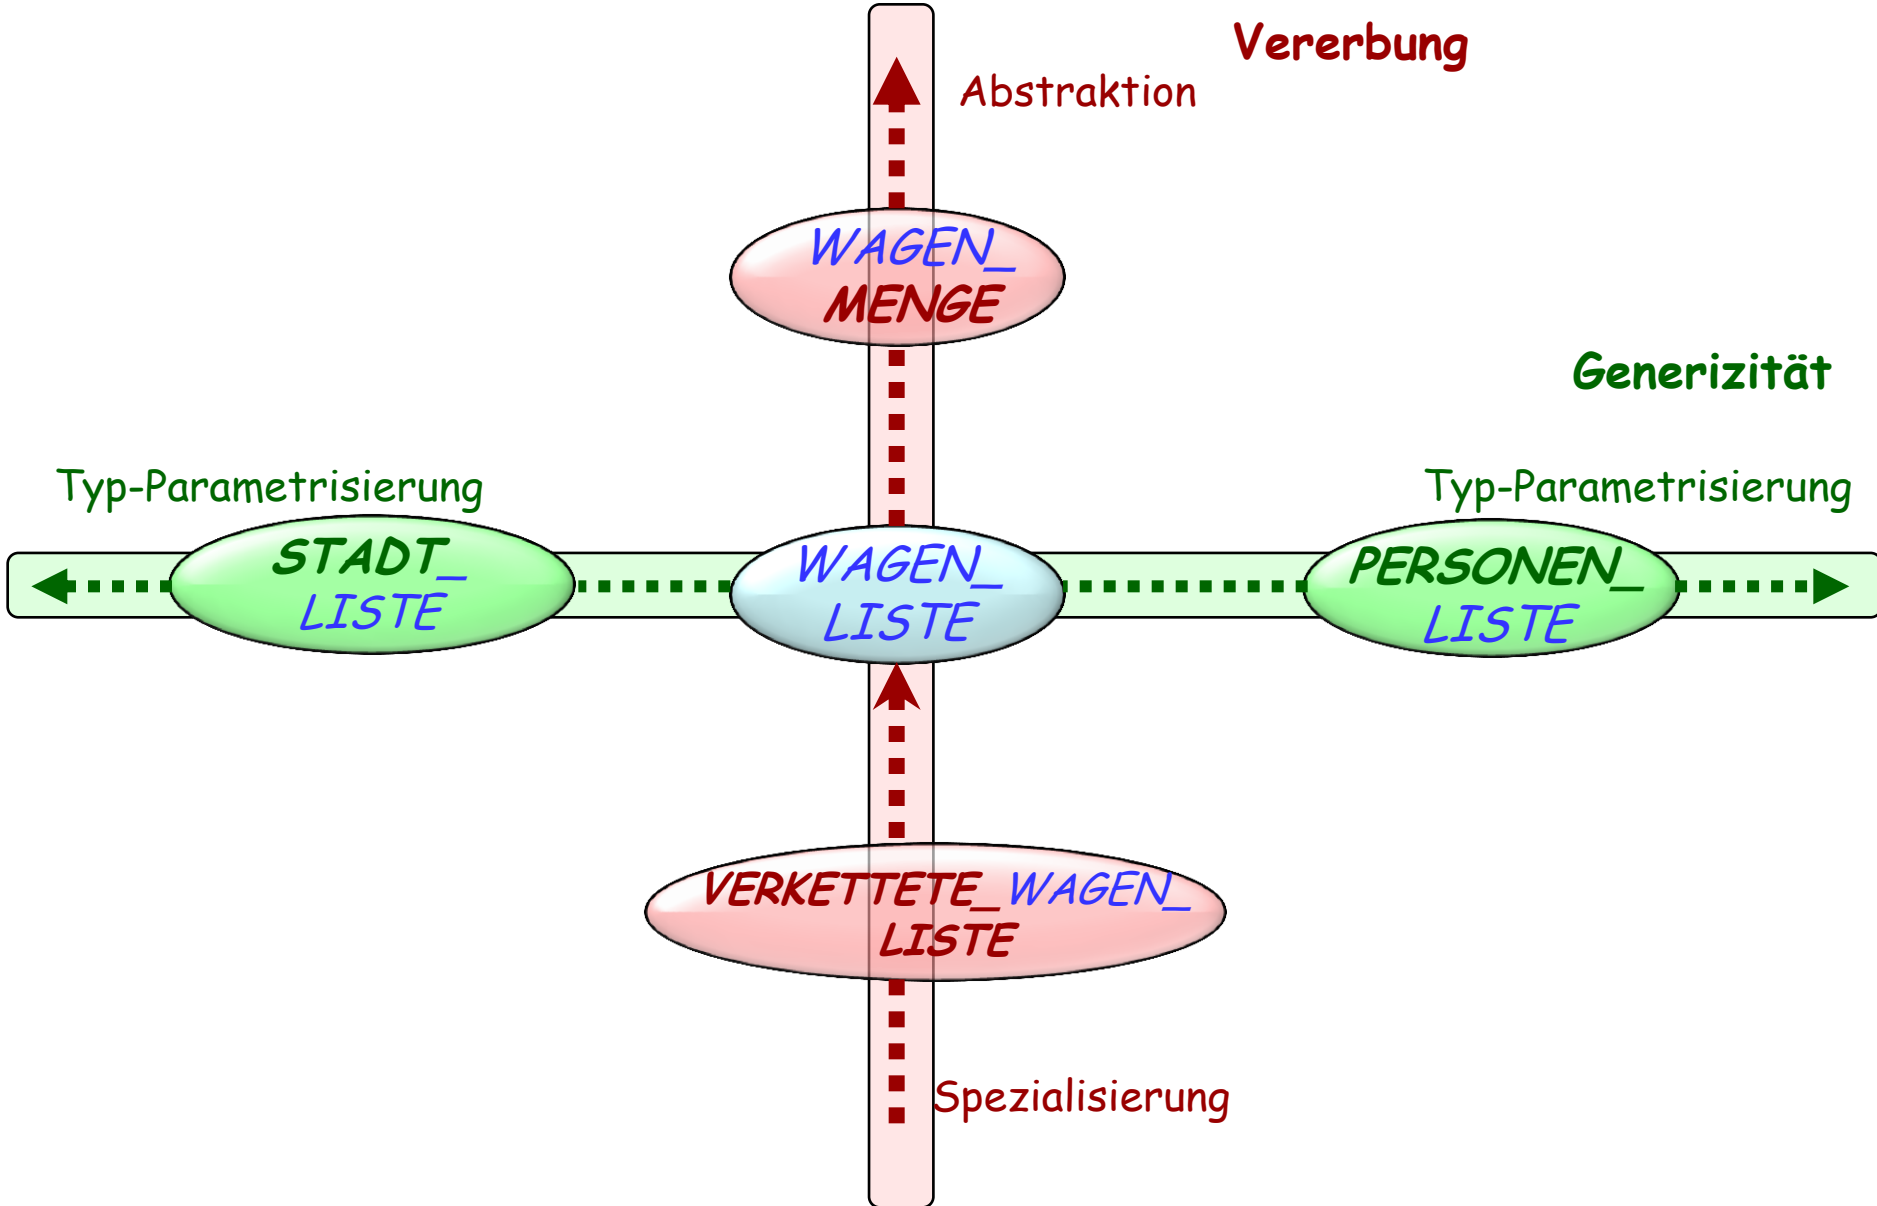 Vererbung
Abstraktion
WAGEN_
MENGE
Generizität
Typ-Parametrisierung
Typ-Parametrisierung
STADT_
LISTE
WAGEN_
LISTE
PERSONEN_
LISTE
VERKETTETE_WAGEN_
LISTE
Spezialisierung